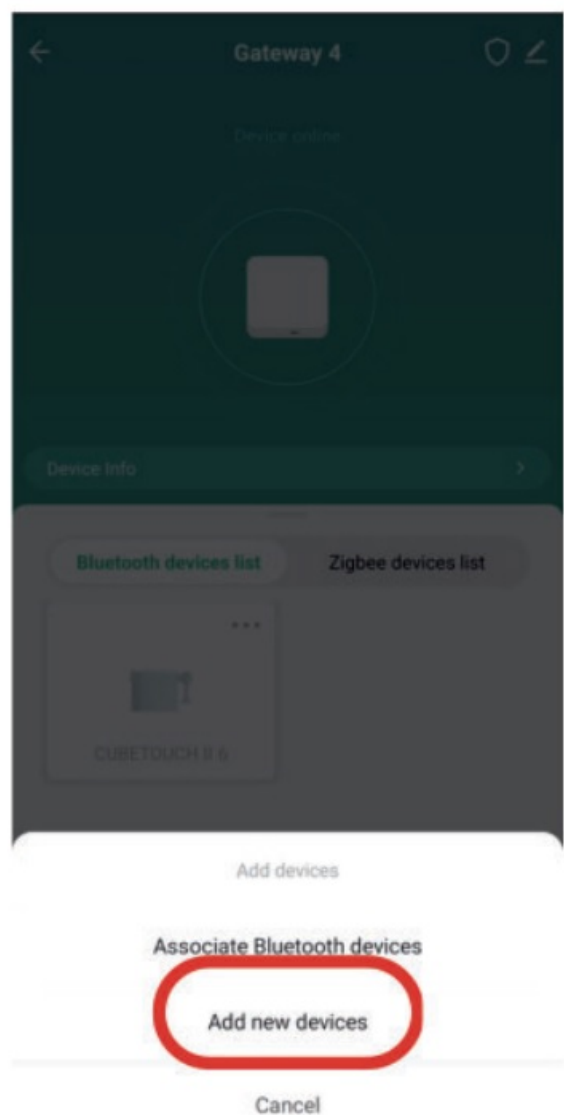 Gateway 4
Device online
Device Info
Bluetooth devices list
Zigbee devices list
CUBETOUCH II 6
Add devices
Associate Bluetooth devices
Add new devices
Cancel